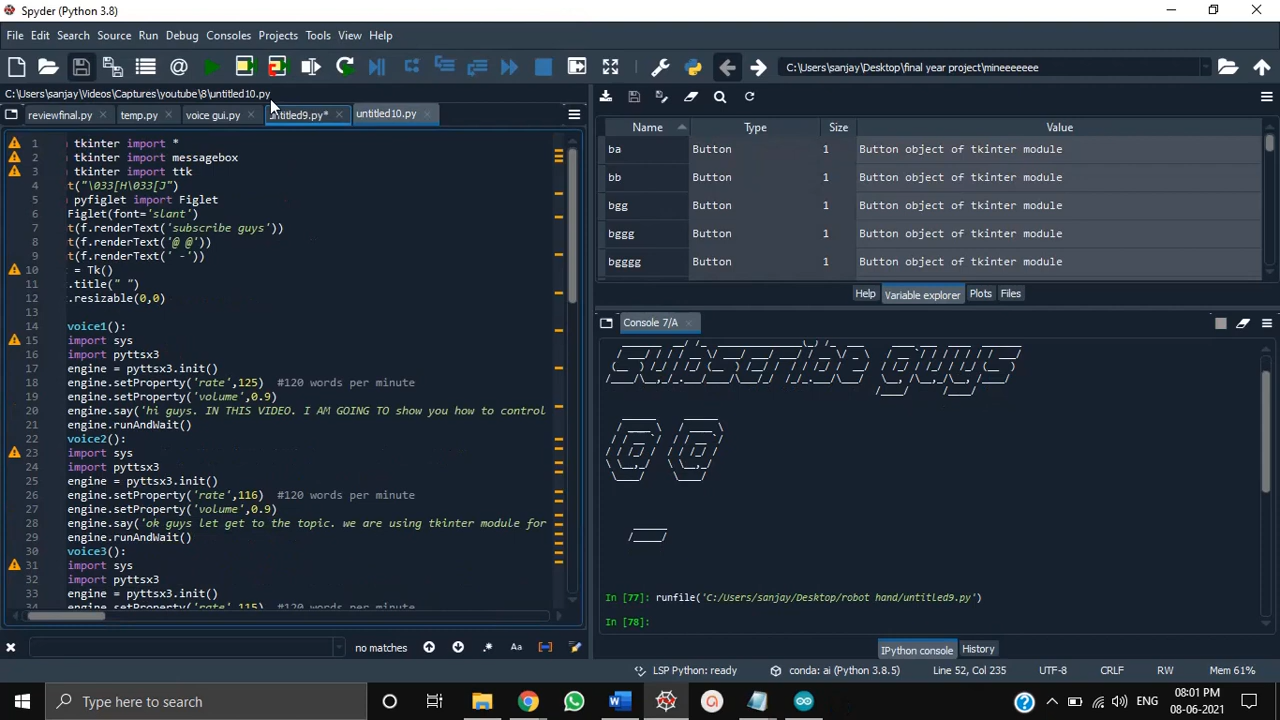 Spyder (Python 3.8)
File Edit Search Source Run Debug Consoles Projects Tools View Help
C:\Users\sanjay\Desktop\final year project\mineeeeeee
C:\Users\sanjay\Videos\Captures\youtube\8\untitled10.py
reviewfinal.py temp.py voice gui.py untitled9.py* untitled10.py
1 tkinter import *
2 tkinter import messagebox
3 tkinter import ttk
4 t("\033[H\033[J")
5 pyfiglet import Figlet
6 Figlet(font='slant')
7 t(f.renderText('subscribe guys'))
8 t(f.renderText('@ @'))
9 t(f.renderText(' -'))
10 = Tk()
11 .title(" ")
12 .resizable(0,0)
13
14 voice1():
15 import sys
16 import pyttsx3
17 engine = pyttsx3.init()
18 engine.setProperty('rate',125) #120 words per minute
19 engine.setProperty('volume',0.9)
20 engine.say('hi guys. IN THIS VIDEO. I AM GOING TO show you how to control
21 engine.runAndWait()
22 voice2():
23 import sys
24 import pyttsx3
25 engine = pyttsx3.init()
26 engine.setProperty('rate',116) #120 words per minute
27 engine.setProperty('volume',0.9)
28 engine.say('ok guys let get to the topic. we are using tkinter module for
29 engine.runAndWait()
30 voice3():
31 import sys
32 import pyttsx3
33 engine = pyttsx3.init()
34 engine.setProperty('rate',115) #120 words per minute
no matches
Aa
Name Type Size Value
ba Button 1 Button object of tkinter module
bb Button 1 Button object of tkinter module
bgg Button 1 Button object of tkinter module
bggg Button 1 Button object of tkinter module
bgggg Button 1 Button object of tkinter module
Help Variable explorer Plots Files
Console 7/A
subscribe guys
@ @
-
In [77]: runfile('C:/Users/sanjay/Desktop/robot hand/untitled9.py')
In [78]:
IPython console History
LSP Python: ready conda: ai (Python 3.8.5) Line 52, Col 235 UTF-8 CRLF RW Mem 61%
Type here to search
ENG
08:01 PM
08-06-2021